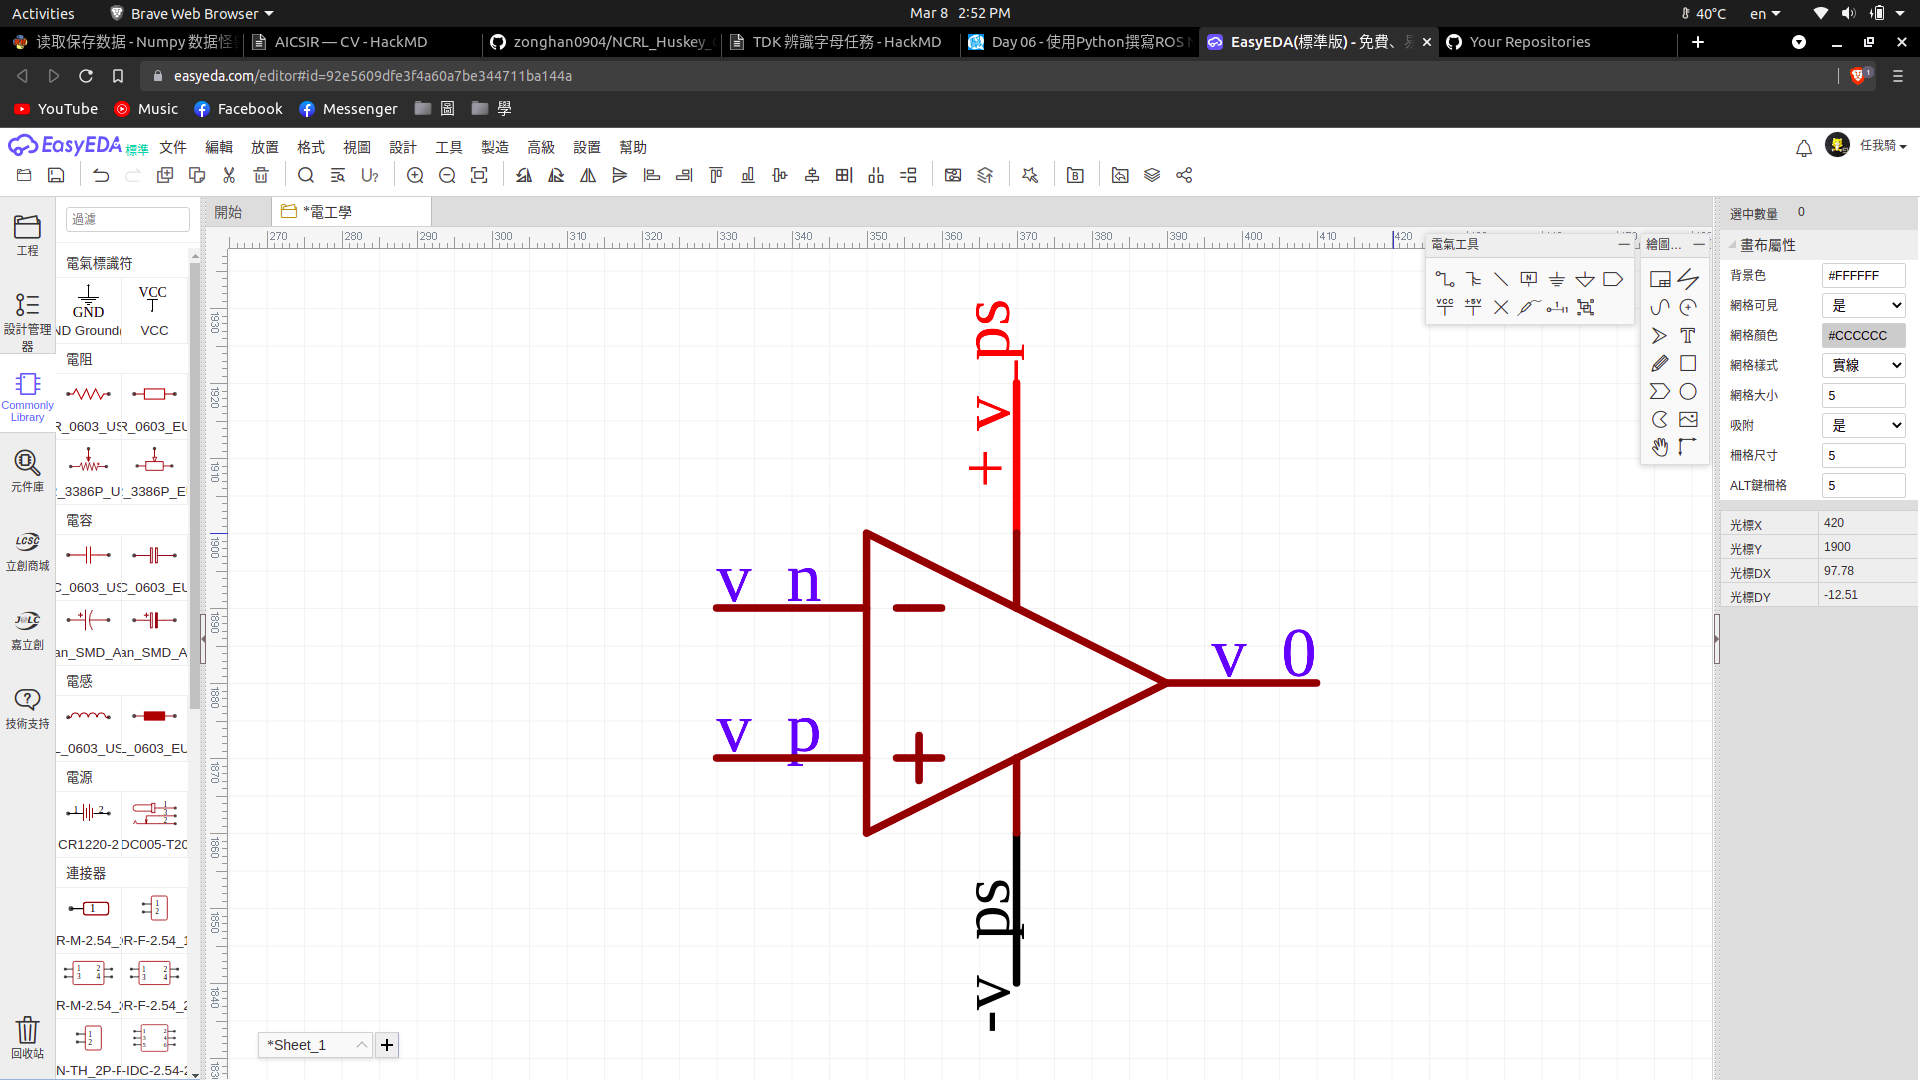 Activities
Brave Web Browser
Mar 8 2:52 PM
40°C
en
读取保存数据 - Numpy 数据怪
AICSIR — CV - HackMD
zonghan0904/NCRL_Huskey_
TDK 辨識字母任務 - HackMD
Day 06 - 使用Python撰寫ROS N
EasyEDA(標準版) - 免費、易
Your Repositories
easyeda.com/editor#id=92e5609dfe3f4a60a7be344711ba144a
1
YouTube
Music
Facebook
Messenger
圖
學
EasyEDA 標準
文件
編輯
放置
格式
視圖
設計
工具
製造
高級
設置
幫助
任我騎
工程
設計管理器
Commonly Library
元件庫
立創商城
嘉立創
技術支持
回收站
過濾
電氣標識符
GND
VCC
ND Ground(
VCC
電阻
R_0603_US
R_0603_EU
_3386P_U
_3386P_EU
電容
C_0603_US
C_0603_EU
an_SMD_A
an_SMD_A
電感
L_0603_US
L_0603_EU
電源
CR1220-2
DC005-T20
連接器
R-M-2.54_
R-F-2.54_1
R-M-2.54_
R-F-2.54_2
N-TH_2P-F
-IDC-2.54-2
開始
*電工學
270
280
290
300
310
320
330
340
350
360
370
380
390
400
410
420
1930
1920
1910
1900
1890
1880
1870
1860
1850
1840
+ v_ps
v n
v p
v 0
-v ps
*Sheet_1
電氣工具
繪圖...
選中數量 0
畫布屬性
背景色 #FFFFFF
網格可見 是
網格顏色 #CCCCCC
網格樣式 實線
網格大小 5
吸附 是
柵格尺寸 5
ALT鍵柵格 5
光標X 420
光標Y 1900
光標DX 97.78
光標DY -12.51